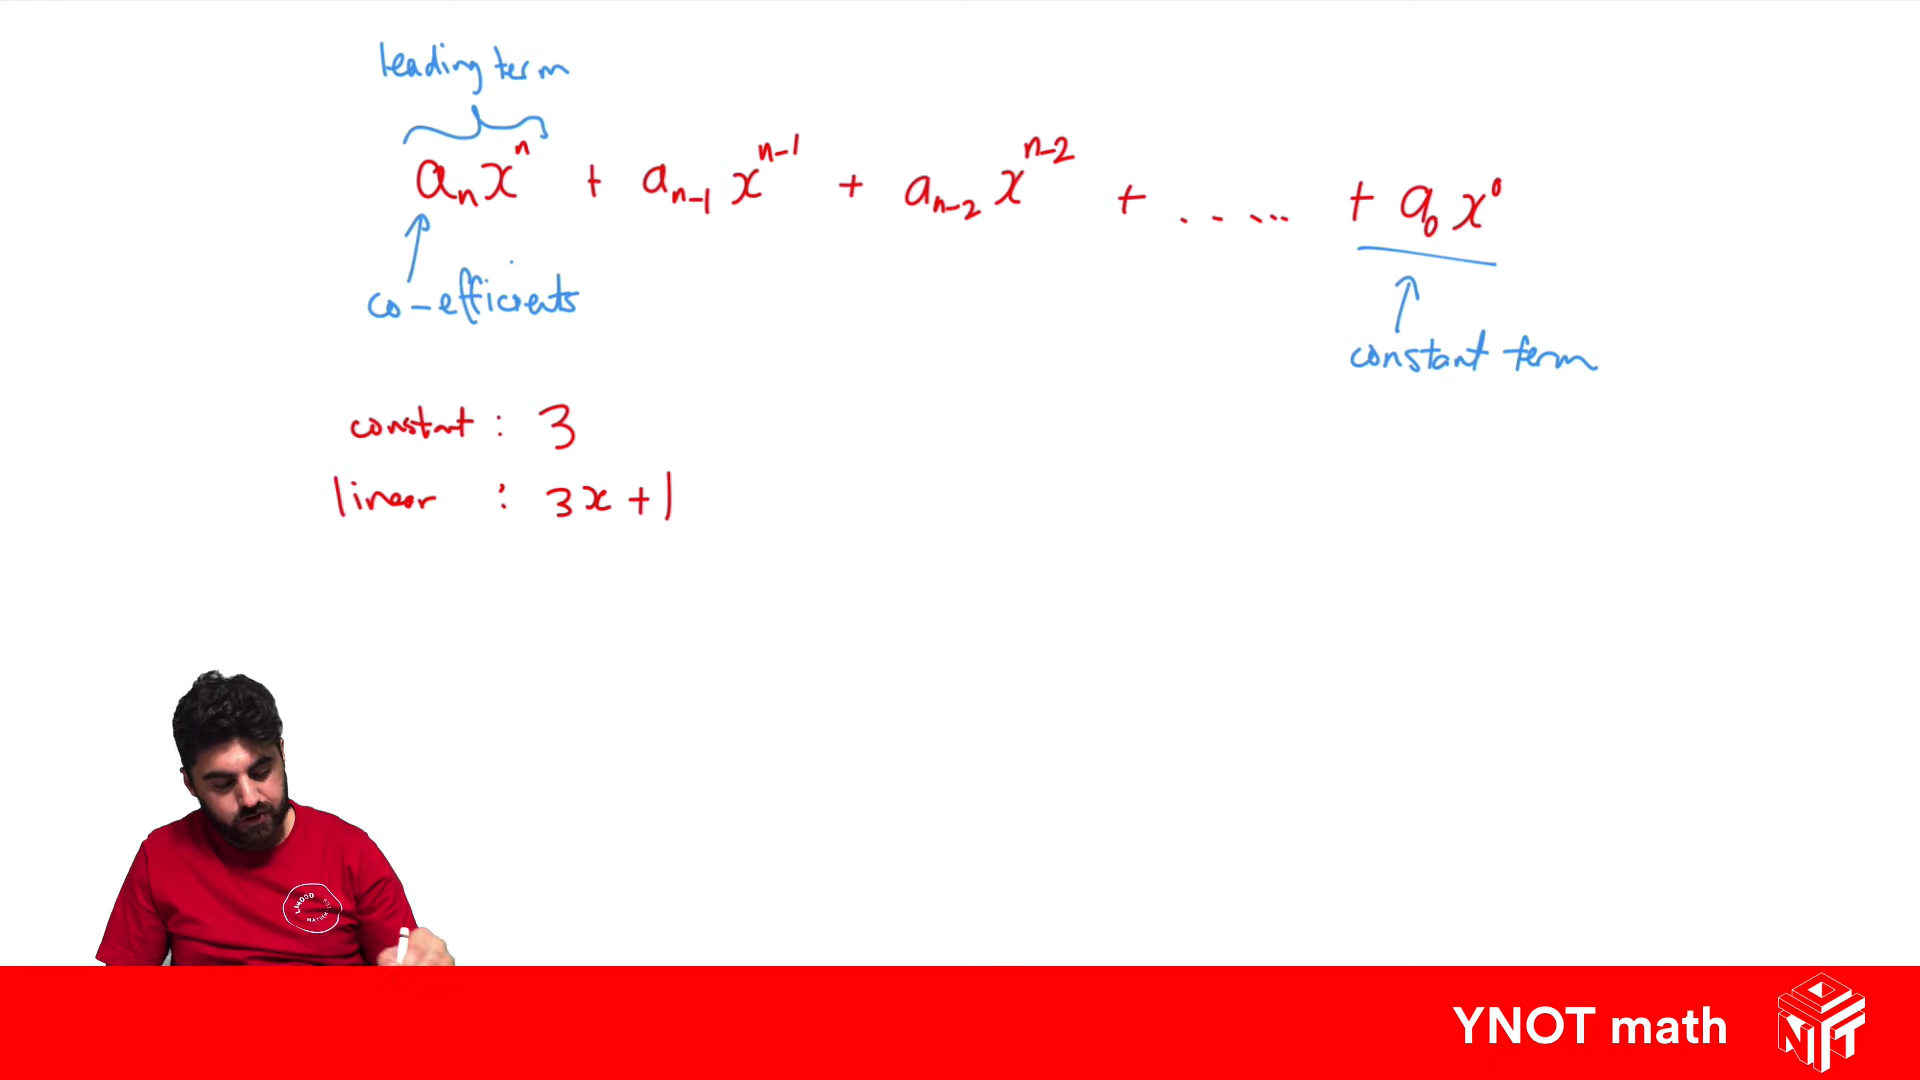 leading term
aₙxⁿ + aₙ₋₁xⁿ⁻¹ + aₙ₋₂xⁿ⁻² + ...... + a₀x⁰
co-efficients
constant term
constant : 3
linear : 3x + 1
YNOT math